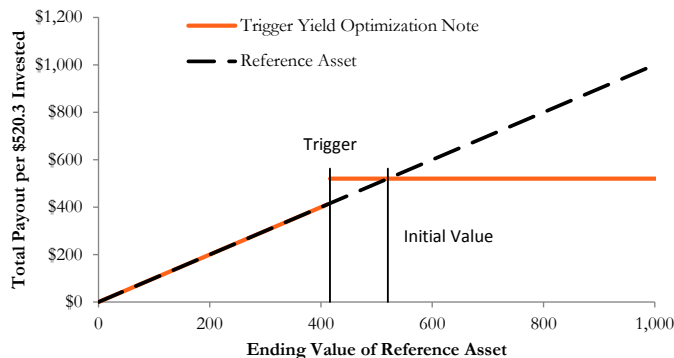 $1,200
$1,000
$800
$600
$400
$200
$0
Total Payout per $520.3 Invested
Trigger Yield Optimization Note
Reference Asset
Trigger
Initial Value
0
200
400
600
800
1,000
Ending Value of Reference Asset